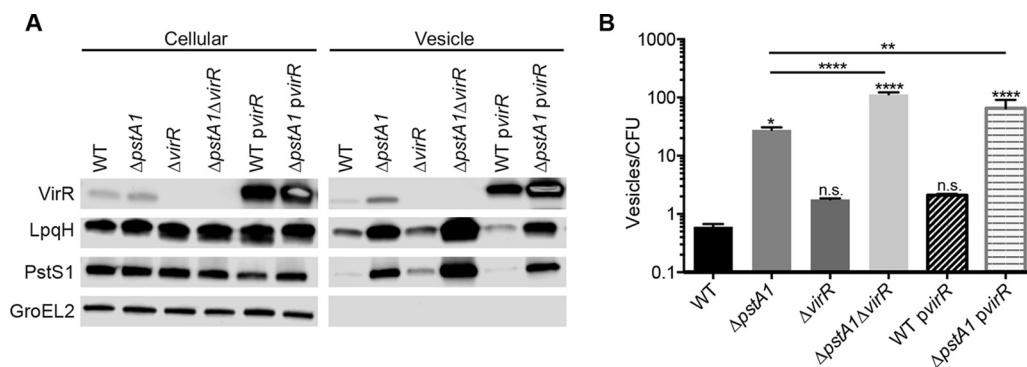 A
Cellular
Vesicle
WT
ΔpstA1
ΔvirR
ΔpstA1ΔvirR
WT pvirR
ΔpstA1 pvirR
WT
ΔpstA1
ΔvirR
ΔpstA1ΔvirR
WT pvirR
ΔpstA1 pvirR
VirR
LpqH
PstS1
GroEL2
B
Vesicles/CFU
1000
100
10
1
0.1
**
****
*
n.s.
****
n.s.
****
WT
ΔpstA1
ΔvirR
ΔpstA1ΔvirR
WT pvirR
ΔpstA1 pvirR